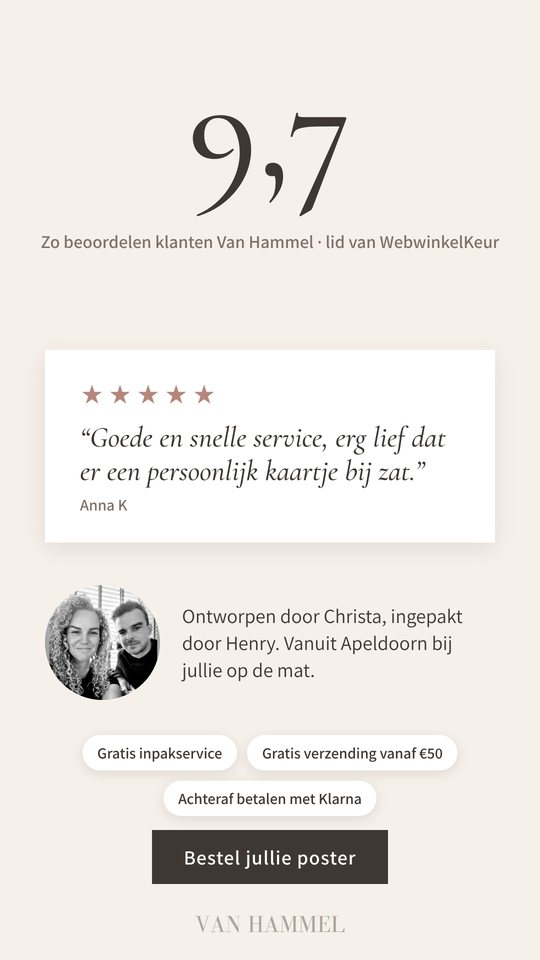 9,7
Zo beoordelen klanten Van Hammel · lid van WebwinkelKeur
“Goede en snelle service, erg lief dat
er een persoonlijk kaartje bij zat.”
Anna K
Ontworpen door Christa, ingepakt
door Henry. Vanuit Apeldoorn bij
jullie op de mat.
Gratis inpakservice
Gratis verzending vanaf €50
Achteraf betalen met Klarna
Bestel jullie poster
VAN HAMMEL